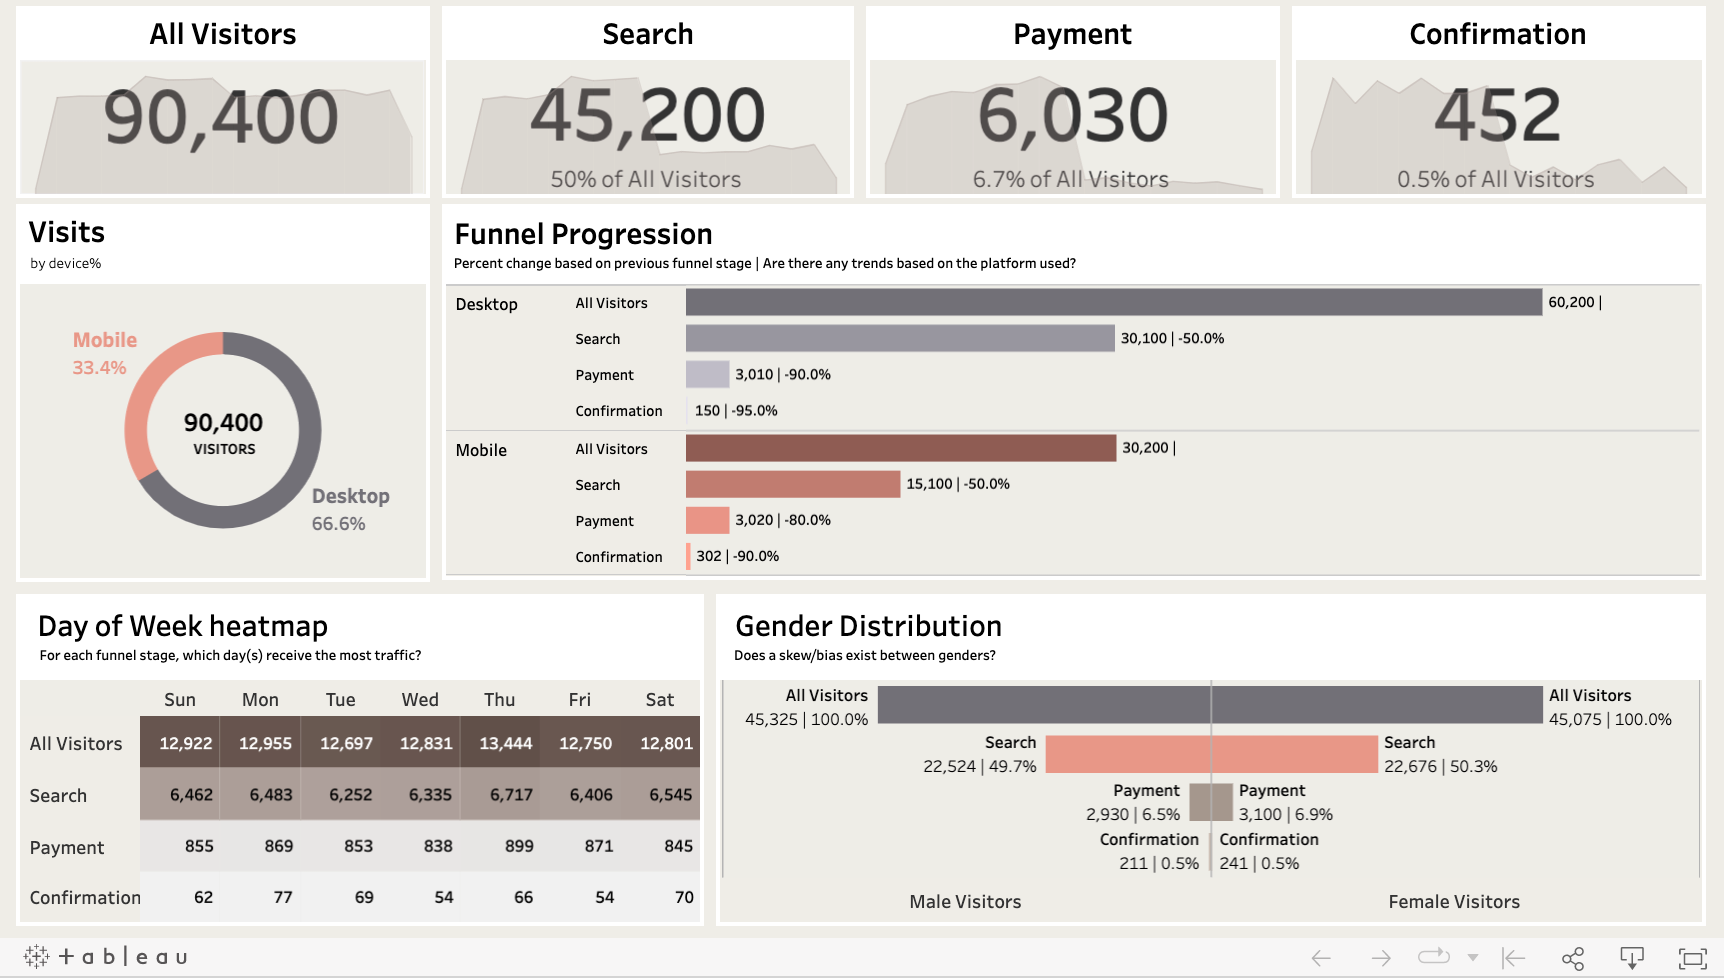 All Visitors
90,400
Search
45,200
50% of All Visitors
Payment
6,030
6.7% of All Visitors
Confirmation
452
0.5% of All Visitors
Visits
by device%
Mobile
33.4%
90,400
VISITORS
Desktop
66.6%
Funnel Progression
Percent change based on previous funnel stage | Are there any trends based on the platform used?
Desktop
All Visitors 60,200 |
Search 30,100 | -50.0%
Payment 3,010 | -90.0%
Confirmation 150 | -95.0%
Mobile
All Visitors 30,200 |
Search 15,100 | -50.0%
Payment 3,020 | -80.0%
Confirmation 302 | -90.0%
Day of Week heatmap
For each funnel stage, which day(s) receive the most traffic?
Sun Mon Tue Wed Thu Fri Sat
All Visitors 12,922 12,955 12,697 12,831 13,444 12,750 12,801
Search 6,462 6,483 6,252 6,335 6,717 6,406 6,545
Payment 855 869 853 838 899 871 845
Confirmation 62 77 69 54 66 54 70
Gender Distribution
Does a skew/bias exist between genders?
All Visitors All Visitors
45,325 | 100.0% 45,075 | 100.0%
Search Search
22,524 | 49.7% 22,676 | 50.3%
Payment Payment
2,930 | 6.5% 3,100 | 6.9%
Confirmation Confirmation
211 | 0.5% 241 | 0.5%
Male Visitors Female Visitors
+ableau